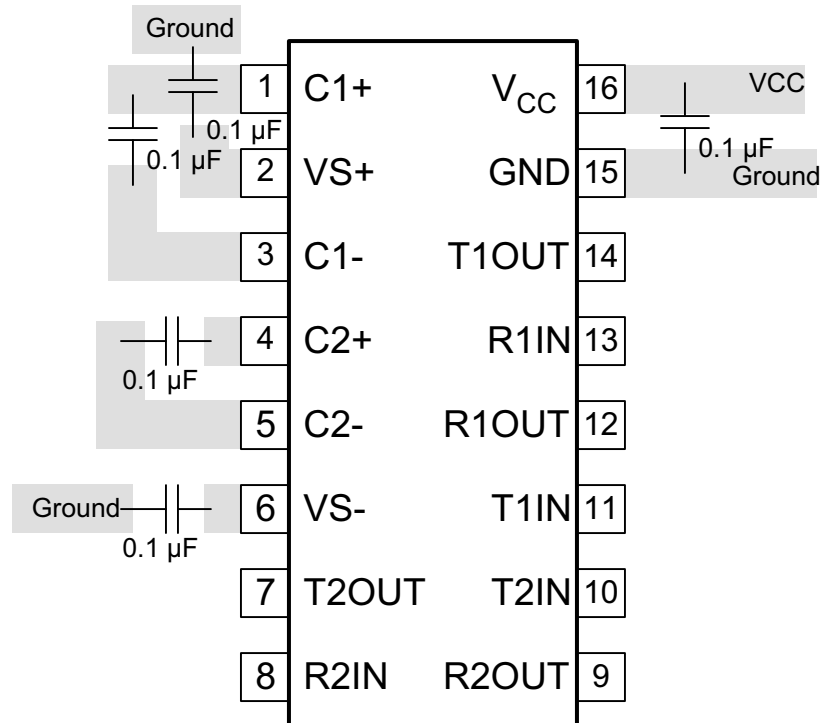 Ground
1 C1+ VCC 16 VCC
0.1 µF
0.1 µF
0.1 µF
2 VS+ GND 15 Ground
3 C1- T1OUT 14
4 C2+ R1IN 13
0.1 µF
5 C2- R1OUT 12
Ground 6 VS- T1IN 11
0.1 µF
7 T2OUT T2IN 10
8 R2IN R2OUT 9